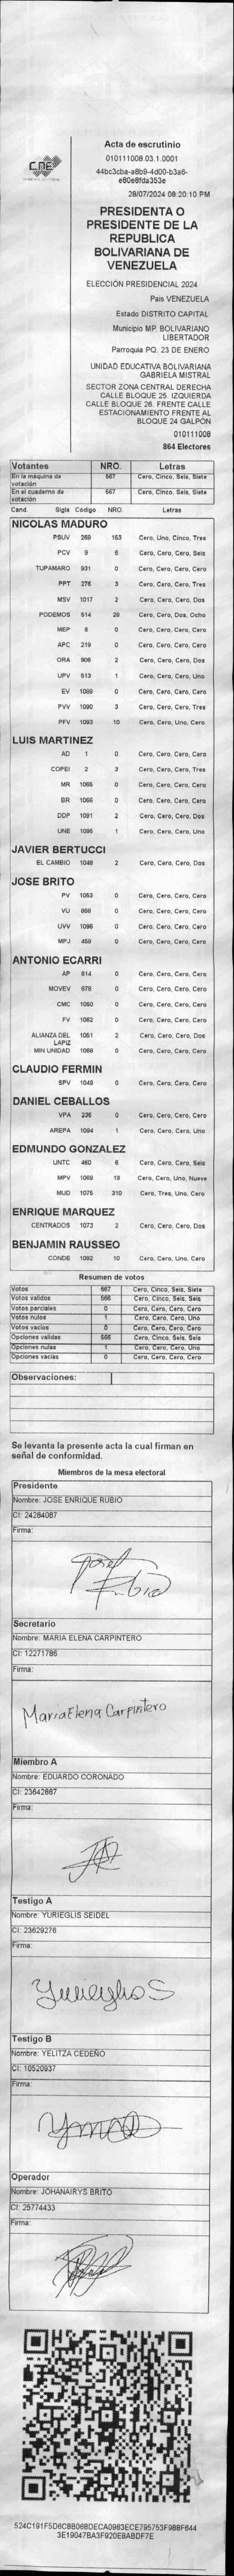 CNE
Acta de escrutinio
010111008.03.1.0001
44bc3cba-a8b9-4d00-b3a6-
e80e8fda353e
28/07/2024 08:20:10 PM
PRESIDENTA O
PRESIDENTE DE LA
REPUBLICA
BOLIVARIANA DE
VENEZUELA
ELECCIÓN PRESIDENCIAL 2024
Pais VENEZUELA
Estado DISTRITO CAPITAL
Municipio MP. BOLIVARIANO
LIBERTADOR
Parroquia PQ. 23 DE ENERO
UNIDAD EDUCATIVA BOLIVARIANA
GABRIELA MISTRAL
SECTOR ZONA CENTRAL DERECHA
CALLE BLOQUE 25. IZQUIERDA
CALLE BLOQUE 26. FRENTE CALLE
ESTACIONAMIENTO FRENTE AL
BLOQUE 24 GALPÓN
010111008
864 Electores
Votantes NRO. Letras
En la máquina de votación 567 Cero, Cinco, Seis, Siete
En el cuaderno de votación 567 Cero, Cinco, Seis, Siete
Cand. Sigla Código NRO. Letras
NICOLAS MADURO
PSUV 269 153 Cero, Uno, Cinco, Tres
PCV 9 6 Cero, Cero, Cero, Seis
TUPAMARO 931 0 Cero, Cero, Cero, Cero
PPT 276 3 Cero, Cero, Cero, Tres
MSV 1017 2 Cero, Cero, Cero, Dos
PODEMOS 514 28 Cero, Cero, Dos, Ocho
MEP 6 0 Cero, Cero, Cero, Cero
APC 219 0 Cero, Cero, Cero, Cero
ORA 906 2 Cero, Cero, Cero, Dos
UPV 513 1 Cero, Cero, Cero, Uno
EV 1089 0 Cero, Cero, Cero, Cero
PVV 1090 3 Cero, Cero, Cero, Tres
PFV 1093 10 Cero, Cero, Uno, Cero
LUIS MARTINEZ
AD 1 0 Cero, Cero, Cero, Cero
COPEI 2 3 Cero, Cero, Cero, Tres
MR 1065 0 Cero, Cero, Cero, Cero
BR 1066 0 Cero, Cero, Cero, Cero
DDP 1091 2 Cero, Cero, Cero, Dos
UNE 1095 1 Cero, Cero, Cero, Uno
JAVIER BERTUCCI
EL CAMBIO 1048 2 Cero, Cero, Cero, Dos
JOSE BRITO
PV 1053 0 Cero, Cero, Cero, Cero
VU 868 0 Cero, Cero, Cero, Cero
UVV 1096 0 Cero, Cero, Cero, Cero
MPJ 459 0 Cero, Cero, Cero, Cero
ANTONIO ECARRI
AP 814 0 Cero, Cero, Cero, Cero
MOVEV 878 0 Cero, Cero, Cero, Cero
CMC 1050 0 Cero, Cero, Cero, Cero
FV 1062 0 Cero, Cero, Cero, Cero
ALIANZA DEL LAPIZ 1051 2 Cero, Cero, Cero, Dos
MIN UNIDAD 1088 0 Cero, Cero, Cero, Cero
CLAUDIO FERMIN
SPV 1049 0 Cero, Cero, Cero, Cero
DANIEL CEBALLOS
VPA 236 0 Cero, Cero, Cero, Cero
AREPA 1094 1 Cero, Cero, Cero, Uno
EDMUNDO GONZALEZ
UNTC 460 6 Cero, Cero, Cero, Seis
MPV 1069 19 Cero, Cero, Uno, Nueve
MUD 1075 310 Cero, Tres, Uno, Cero
ENRIQUE MARQUEZ
CENTRADOS 1073 2 Cero, Cero, Cero, Dos
BENJAMIN RAUSSEO
CONDE 1092 10 Cero, Cero, Uno, Cero
Resumen de votos
Votos 567 Cero, Cinco, Seis, Siete
Votos validos 566 Cero, Cinco, Seis, Seis
Votos parciales 0 Cero, Cero, Cero, Cero
Votos nulos 1 Cero, Cero, Cero, Uno
Votos vacios 0 Cero, Cero, Cero, Cero
Opciones validas 566 Cero, Cinco, Seis, Seis
Opciones nulas 1 Cero, Cero, Cero, Uno
Opciones vacias 0 Cero, Cero, Cero, Cero
Observaciones:
Se levanta la presente acta la cual firman en
señal de conformidad.
Miembros de la mesa electoral
Presidente
Nombre: JOSE ENRIQUE RUBIO
CI: 24284087
Firma:
Josef
Rubio
Secretario
Nombre: MARIA ELENA CARPINTERO
CI: 12271786
Firma:
MariaElena Carpintero
Miembro A
Nombre: EDUARDO CORONADO
CI: 23642887
Firma:
Testigo A
Nombre: YURIEGLIS SEIDEL
CI: 23629276
Firma:
Yurieglis S
Testigo B
Nombre: YELITZA CEDEÑO
CI: 10520937
Firma:
Operador
Nombre: JOHANAIRYS BRITO
CI: 25774433
Firma:
524C191F5D6C8B068DECA0963ECE795753F988F644
3E19047BA3F920E8ABDF7E